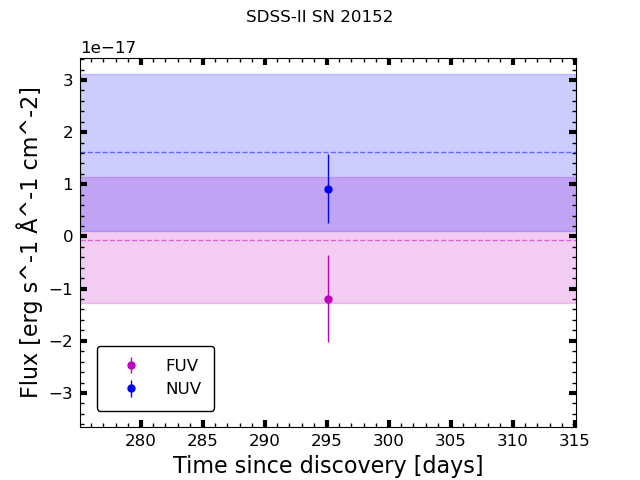 SDSS-II SN 20152
1e−17
3
2
1
0
−1
−2
−3
Flux [erg s^-1 Å^-1 cm^-2]
FUV
NUV
280 285 290 295 300 305 310 315
Time since discovery [days]